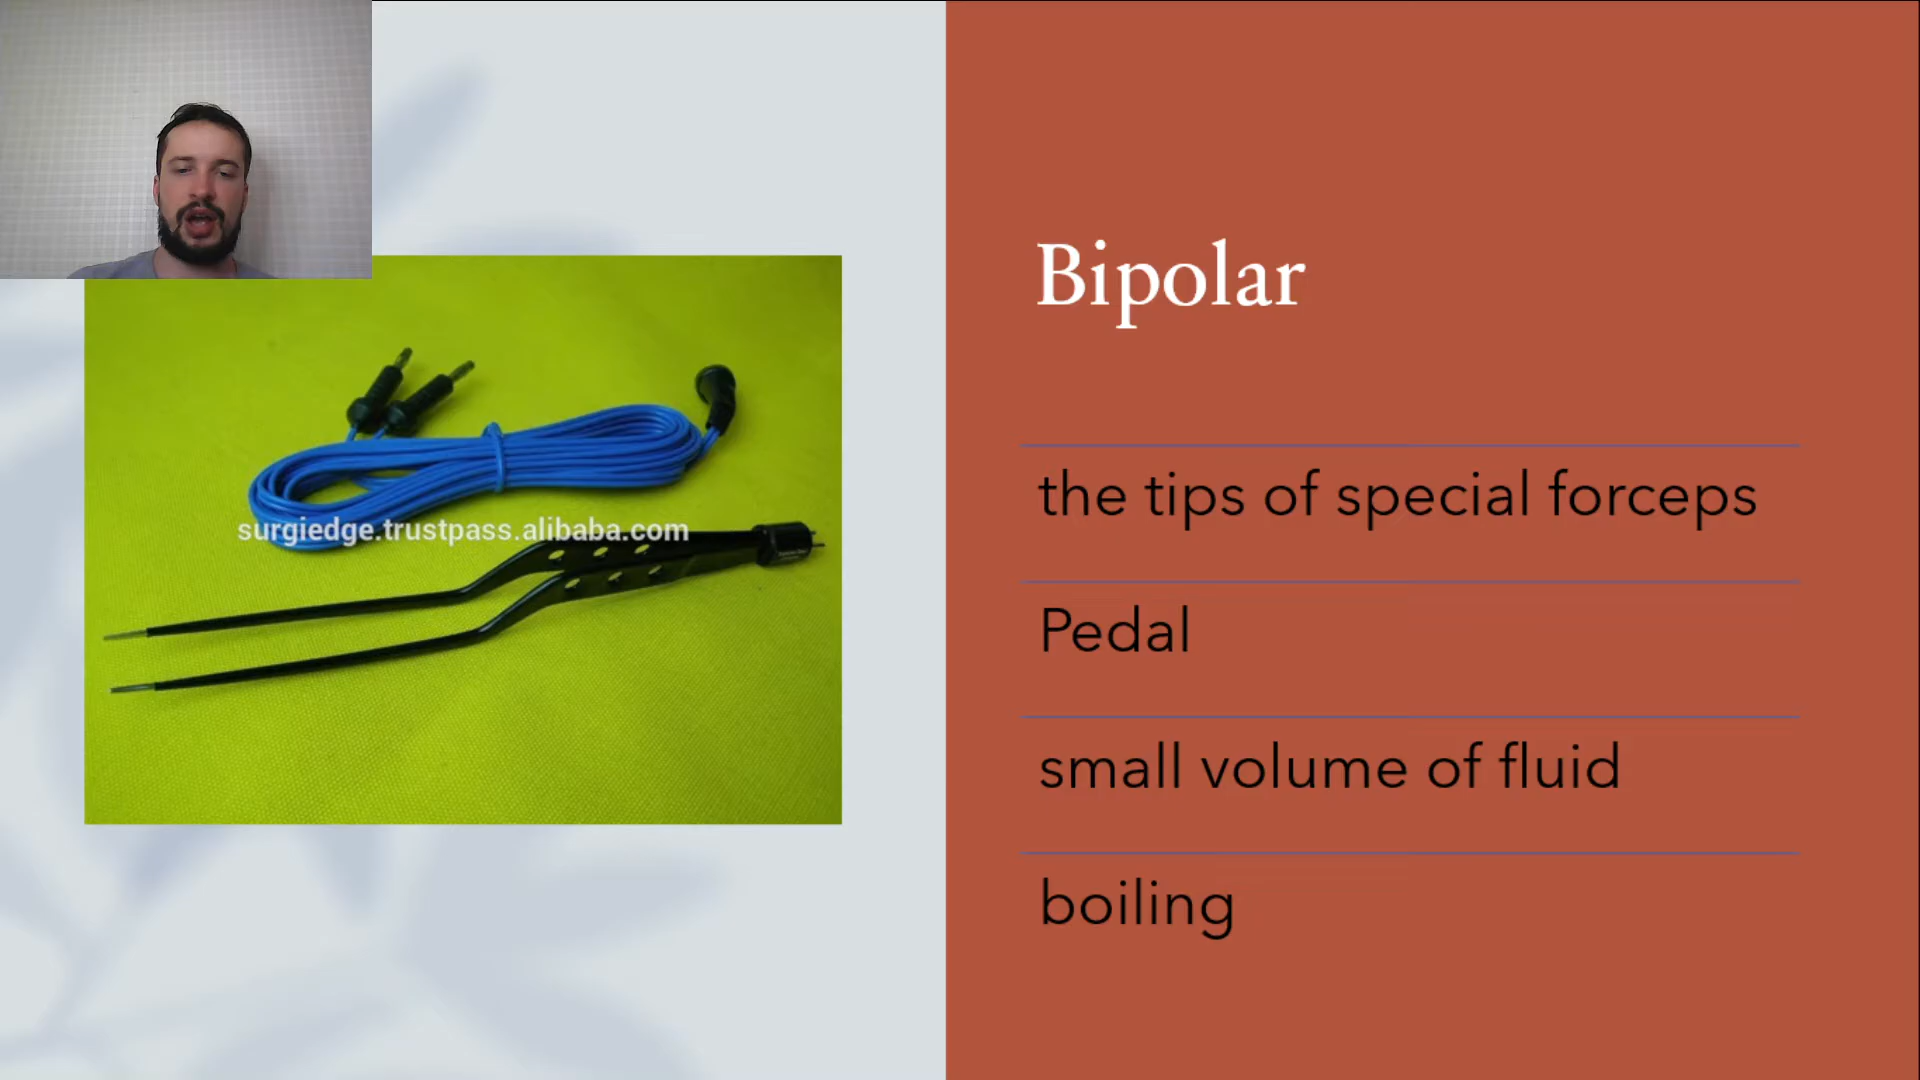 Bipolar
the tips of special forceps
Pedal
small volume of fluid
boiling
surgiedge.trustpass.alibaba.com